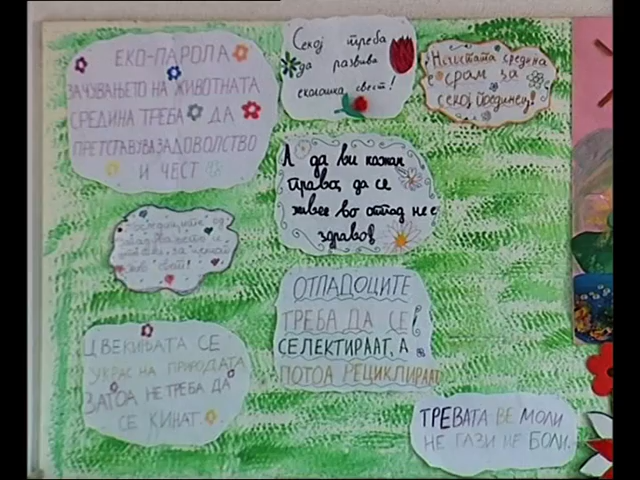 ЕКО-ПАРОЛА
ЗАЧУВАЊЕТО НА ЖИВОТНАТА
СРЕДИНА ТРЕБА ДА
ПРЕТСТАВУВА ЗАДОВОЛСТВО
И ЧЕСТ
Секој треба
да развива
еколошка свест!
Нечистата средина
е срам за
секој поединец!
А да ви кажам
право, да се
живее во отпад не е
здраво
ОТПАДОЦИТЕ
ТРЕБА ДА СЕ
СЕЛЕКТИРААТ, А
ПОТОА РЕЦИКЛИРААТ
ЦВЕЌИЊАТА СЕ
УКРАС НА ПРИРОДАТА
ЗАТОА НЕ ТРЕБА ДА
СЕ КИНАТ.
ТРЕВАТА ВЕ МОЛИ
НЕ ГАЗИ НЕ БОЛИ.